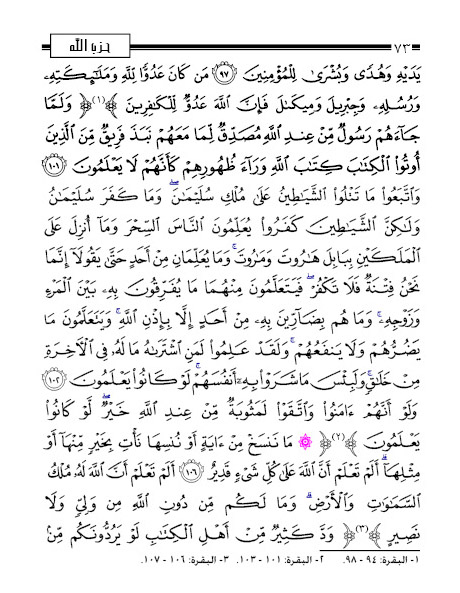 ٧٣ حزب الله
يَدَيْهِ وَهُدًى وَبُشْرَىٰ لِلْمُؤْمِنِينَ ﴿٩٧﴾ مَن كَانَ عَدُوًّا لِّلَّهِ وَمَلَـٰٓئِكَتِهِۦ
وَرُسُلِهِۦ وَجِبْرِيلَ وَمِيكَىٰلَ فَإِنَّ ٱللَّهَ عَدُوٌّ لِّلْكَـٰفِرِينَ ﴿(١)﴾ وَلَمَّا
جَآءَهُمْ رَسُولٌ مِّنْ عِندِ ٱللَّهِ مُصَدِّقٌ لِّمَا مَعَهُمْ نَبَذَ فَرِيقٌ مِّنَ ٱلَّذِينَ
أُوتُوا۟ ٱلْكِتَـٰبَ كِتَـٰبَ ٱللَّهِ وَرَآءَ ظُهُورِهِمْ كَأَنَّهُمْ لَا يَعْلَمُونَ ﴿١٠١﴾
وَٱتَّبَعُوا۟ مَا تَتْلُوا۟ ٱلشَّيَـٰطِينُ عَلَىٰ مُلْكِ سُلَيْمَـٰنَ ۖ وَمَا كَفَرَ سُلَيْمَـٰنُ
وَلَـٰكِنَّ ٱلشَّيَـٰطِينَ كَفَرُوا۟ يُعَلِّمُونَ ٱلنَّاسَ ٱلسِّحْرَ وَمَآ أُنزِلَ عَلَى
ٱلْمَلَكَيْنِ بِبَابِلَ هَـٰرُوتَ وَمَـٰرُوتَ ۚ وَمَا يُعَلِّمَانِ مِنْ أَحَدٍ حَتَّىٰ يَقُولَآ إِنَّمَا
نَحْنُ فِتْنَةٌ فَلَا تَكْفُرْ ۖ فَيَتَعَلَّمُونَ مِنْهُمَا مَا يُفَرِّقُونَ بِهِۦ بَيْنَ ٱلْمَرْءِ
وَزَوْجِهِۦ ۚ وَمَا هُم بِضَآرِّينَ بِهِۦ مِنْ أَحَدٍ إِلَّا بِإِذْنِ ٱللَّهِ ۚ وَيَتَعَلَّمُونَ مَا
يَضُرُّهُمْ وَلَا يَنفَعُهُمْ ۚ وَلَقَدْ عَلِمُوا۟ لَمَنِ ٱشْتَرَىٰهُ مَا لَهُۥ فِى ٱلْـَٔاخِرَةِ
مِنْ خَلَـٰقٍ ۚ وَلَبِئْسَ مَا شَرَوْا۟ بِهِۦٓ أَنفُسَهُمْ ۚ لَوْ كَانُوا۟ يَعْلَمُونَ ﴿١٠٢﴾
وَلَوْ أَنَّهُمْ ءَامَنُوا۟ وَٱتَّقَوْا۟ لَمَثُوبَةٌ مِّنْ عِندِ ٱللَّهِ خَيْرٌ ۖ لَّوْ كَانُوا۟
يَعْلَمُونَ ﴿(٢)﴾ ۞ مَا نَنسَخْ مِنْ ءَايَةٍ أَوْ نُنسِهَا نَأْتِ بِخَيْرٍ مِّنْهَآ أَوْ
مِثْلِهَآ ۗ أَلَمْ تَعْلَمْ أَنَّ ٱللَّهَ عَلَىٰ كُلِّ شَىْءٍ قَدِيرٌ ﴿١٠٦﴾ أَلَمْ تَعْلَمْ أَنَّ ٱللَّهَ لَهُۥ مُلْكُ
ٱلسَّمَـٰوَٰتِ وَٱلْأَرْضِ ۗ وَمَا لَكُم مِّن دُونِ ٱللَّهِ مِن وَلِىٍّ وَلَا
نَصِيرٍ ﴿(٣)﴾ وَدَّ كَثِيرٌ مِّنْ أَهْلِ ٱلْكِتَـٰبِ لَوْ يَرُدُّونَكُم مِّنۢ
١- البقرة: ٩٤ - ٩٨. ٢- البقرة: ١٠١ - ١٠٣. ٣- البقرة: ١٠٦ - ١٠٧.